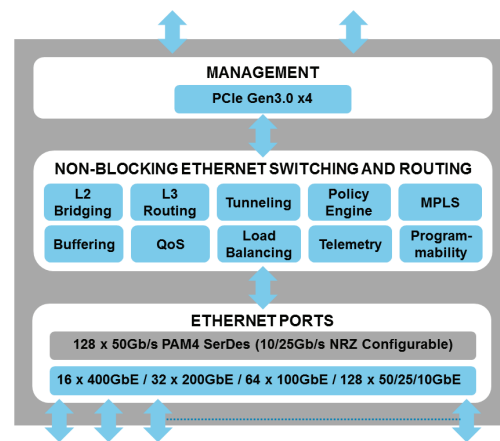 MANAGEMENT
PCIe Gen3.0 x4
NON-BLOCKING ETHERNET SWITCHING AND ROUTING
L2 Bridging
L3 Routing
Tunneling
Policy Engine
MPLS
Buffering
QoS
Load Balancing
Telemetry
Program-mability
ETHERNET PORTS
128 x 50Gb/s PAM4 SerDes (10/25Gb/s NRZ Configurable)
16 x 400GbE / 32 x 200GbE / 64 x 100GbE / 128 x 50/25/10GbE